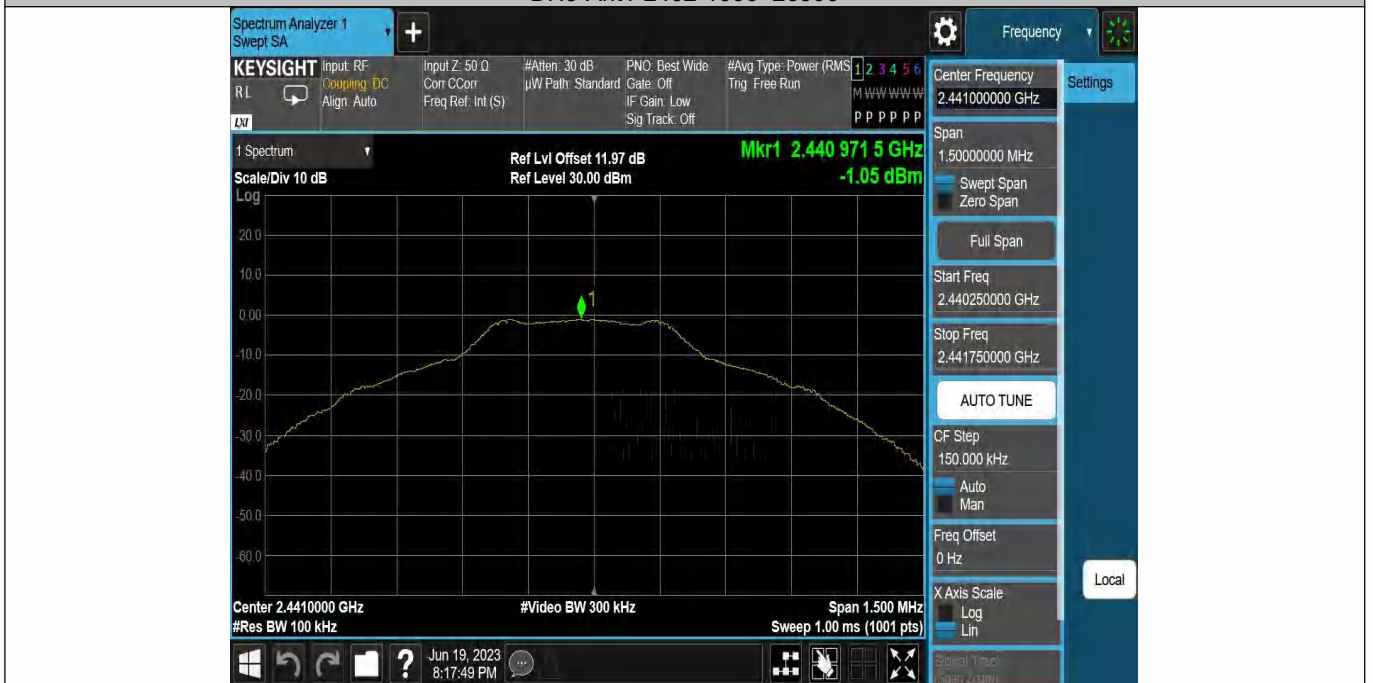 Spectrum Analyzer 1
Swept SA
Frequency
KEYSIGHT
RL
LXI
Input: RF
Coupling: DC
Align: Auto
Input Z: 50 Ω
Corr CCorr
Freq Ref: Int (S)
#Atten: 30 dB
µW Path: Standard
PNO: Best Wide
Gate: Off
IF Gain: Low
Sig Track: Off
#Avg Type: Power (RMS
Trig: Free Run
1 2 3 4 5 6
M W W W W W
P P P P P P
Center Frequency
2.441000000 GHz
Settings
Span
1.50000000 MHz
Swept Span
Zero Span
Full Span
Start Freq
2.440250000 GHz
Stop Freq
2.441750000 GHz
AUTO TUNE
CF Step
150.000 kHz
Auto
Man
Freq Offset
0 Hz
X Axis Scale
Log
Lin
Signal Track
(Span Zoom)
Local
1 Spectrum
Scale/Div 10 dB
Ref Lvl Offset 11.97 dB
Ref Level 30.00 dBm
Mkr1 2.440 971 5 GHz
-1.05 dBm
Log
20.0
10.0
0.00
-10.0
-20.0
-30.0
-40.0
-50.0
-60.0
1
Center 2.4410000 GHz
#Res BW 100 kHz
#Video BW 300 kHz
Span 1.500 MHz
Sweep 1.00 ms (1001 pts)
?
Jun 19, 2023
8:17:49 PM